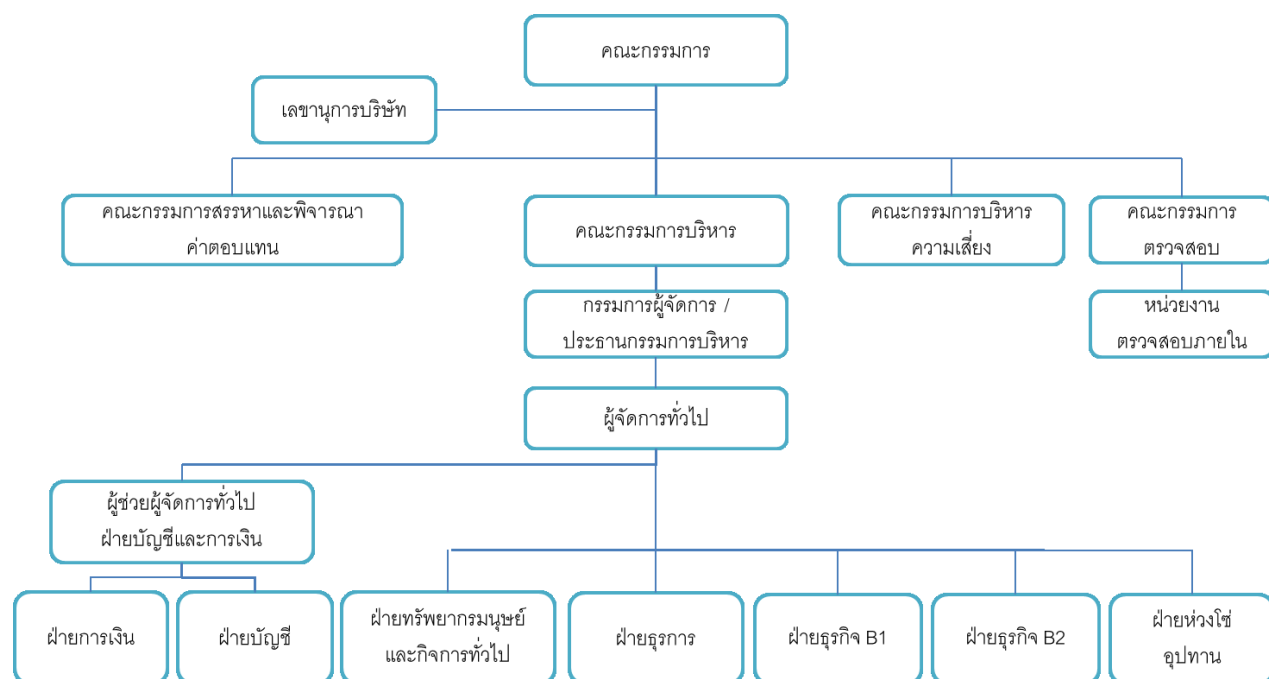 คณะกรรมการ
เลขานุการบริษัท
คณะกรรมการสรรหาและพิจารณา
ค่าตอบแทน
คณะกรรมการบริหาร
คณะกรรมการบริหาร
ความเสี่ยง
คณะกรรมการ
ตรวจสอบ
กรรมการผู้จัดการ /
ประธานกรรมการบริหาร
หน่วยงาน
ตรวจสอบภายใน
ผู้จัดการทั่วไป
ผู้ช่วยผู้จัดการทั่วไป
ฝ่ายบัญชีและการเงิน
ฝ่ายการเงิน
ฝ่ายบัญชี
ฝ่ายทรัพยากรมนุษย์
และกิจการทั่วไป
ฝ่ายธุรการ
ฝ่ายธุรกิจ B1
ฝ่ายธุรกิจ B2
ฝ่ายห่วงโซ่
อุปทาน